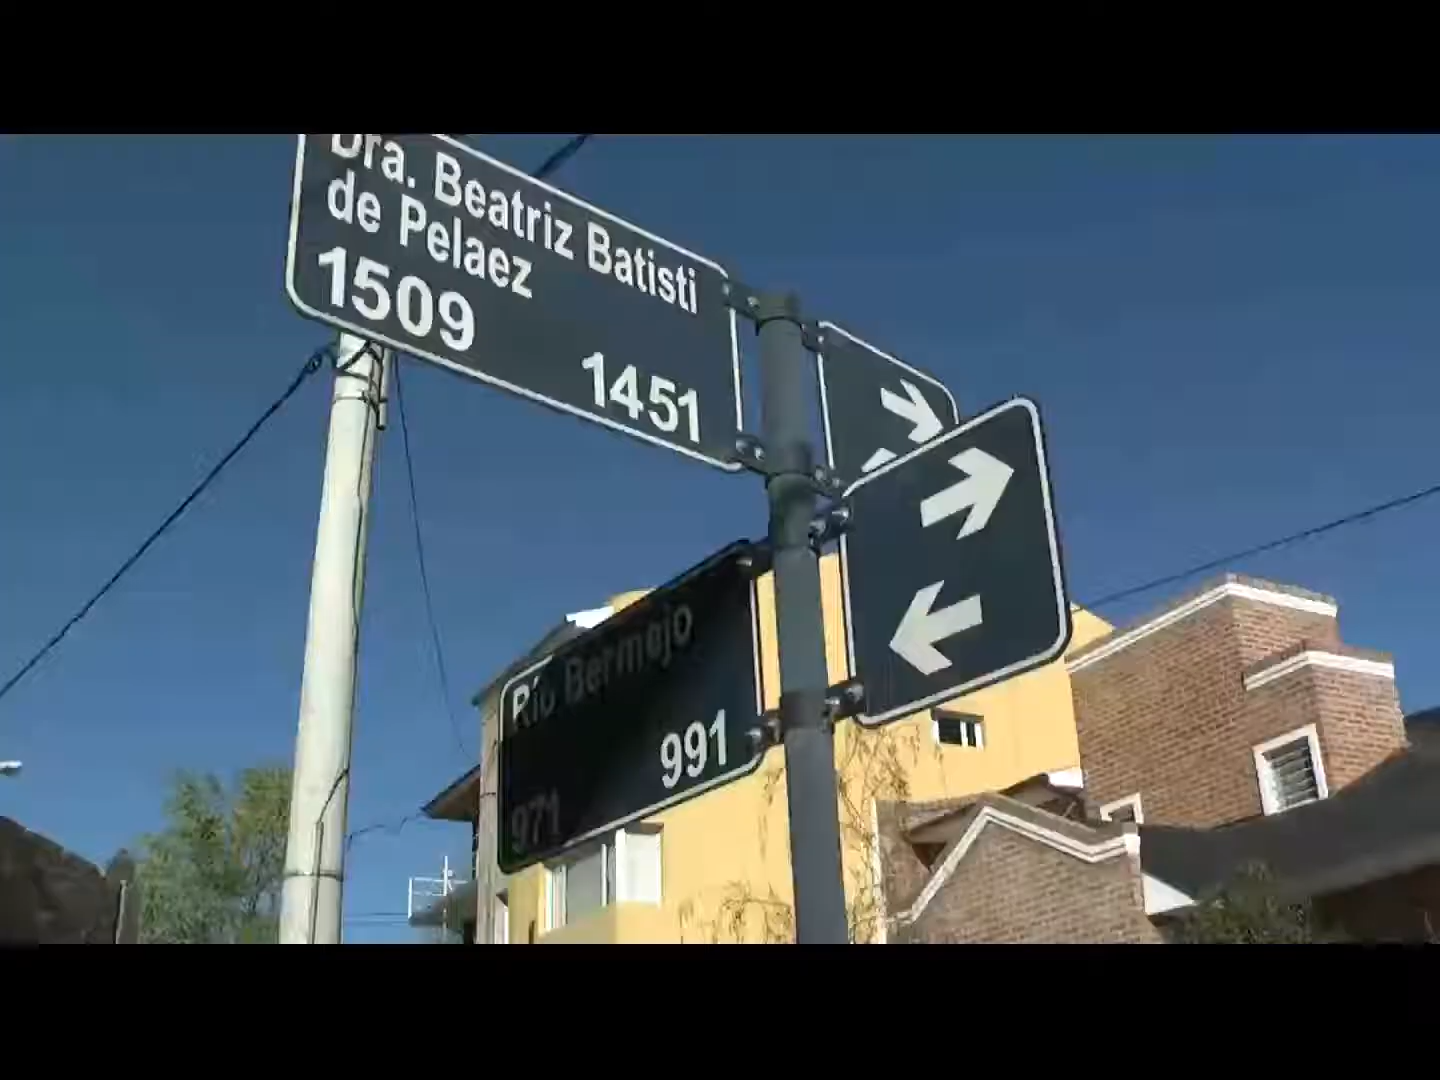 Dra. Beatriz Batisti
de Pelaez
1509
1451
Río Bermejo
991
971